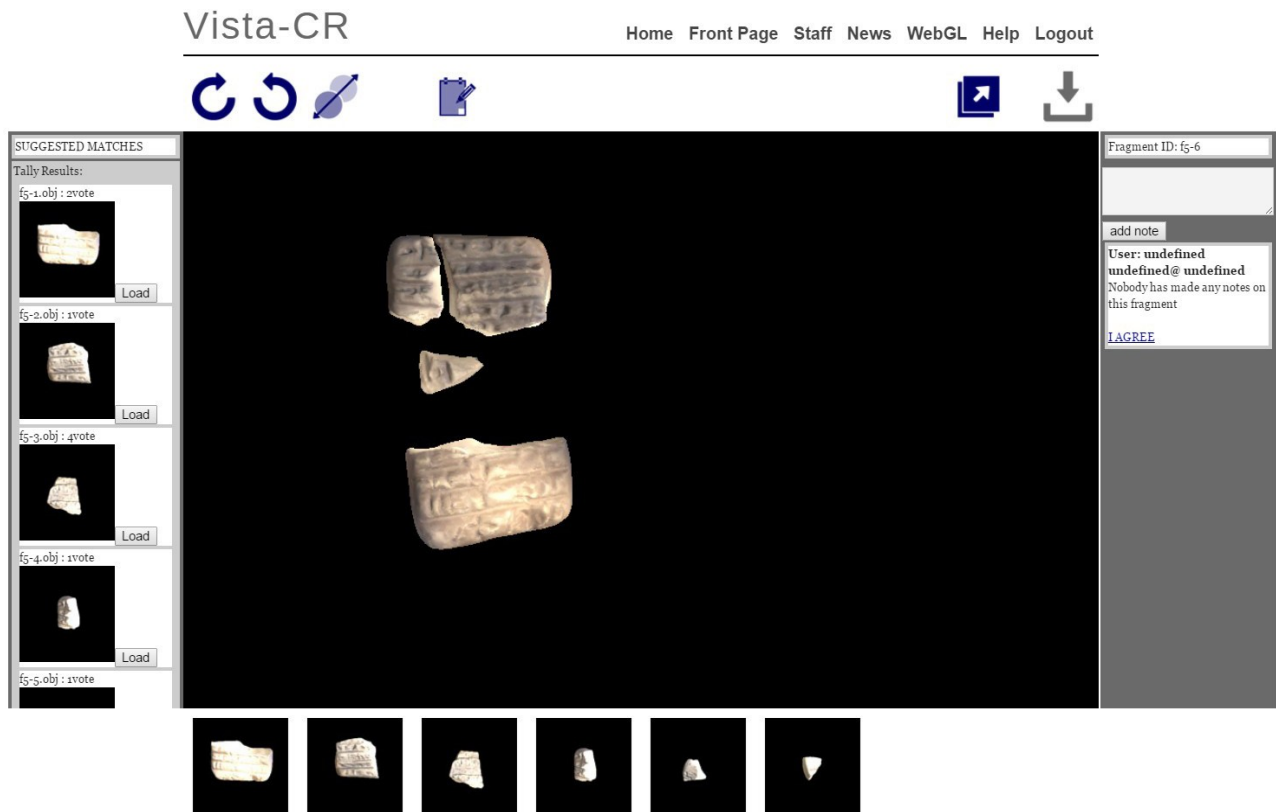 Vista-CR
Home Front Page Staff News WebGL Help Logout
SUGGESTED MATCHES
Tally Results:
f5-1.obj : 2vote
Load
f5-2.obj : 1vote
Load
f5-3.obj : 4vote
Load
f5-4.obj : 1vote
Load
f5-5.obj : 1vote
Fragment ID: f5-6
add note
User: undefined
undefined@ undefined
Nobody has made any notes on
this fragment
I AGREE